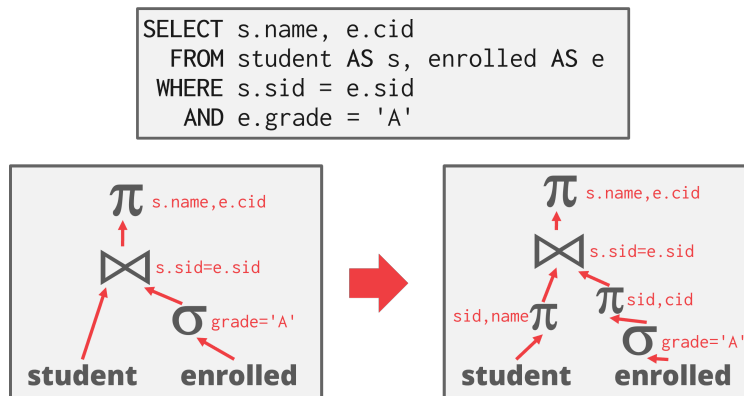 SELECT s.name, e.cid
FROM student AS s, enrolled AS e
WHERE s.sid = e.sid
AND e.grade = 'A'
π s.name,e.cid
⋈ s.sid=e.sid
σ grade='A'
student enrolled
π s.name,e.cid
⋈ s.sid=e.sid
sid,name π π sid,cid
σ grade='A'
student enrolled